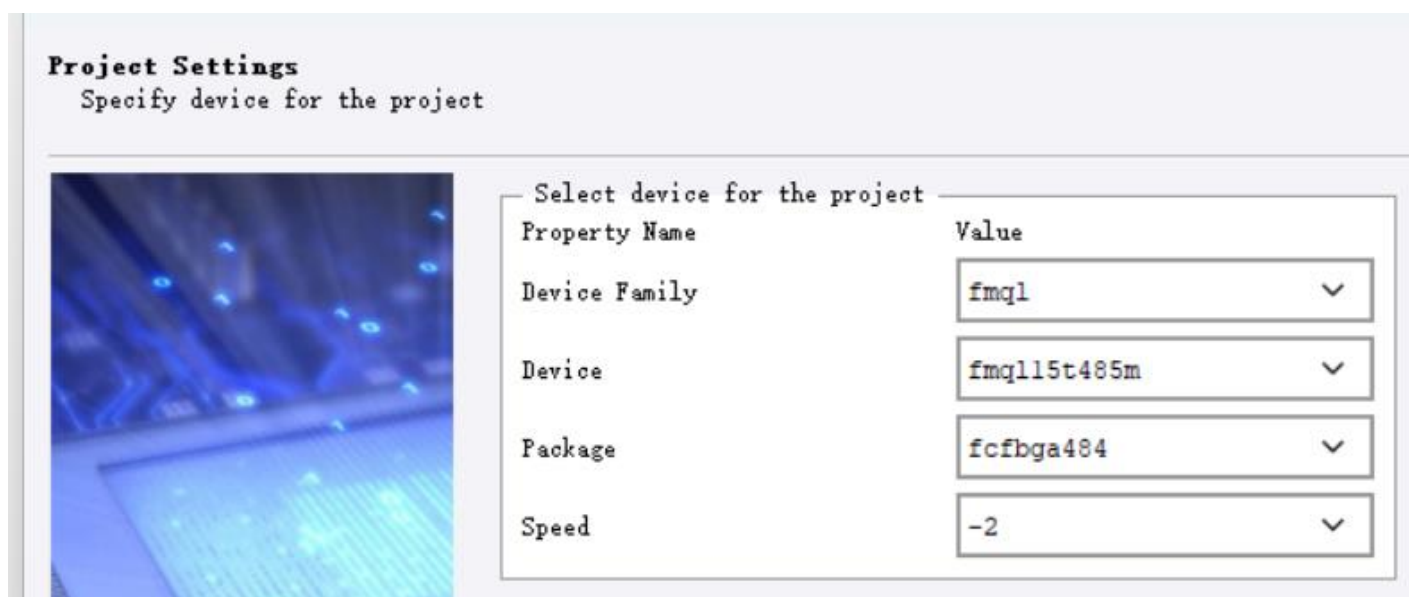 Project Settings
Specify device for the project
Select device for the project
Property Name Value
Device Family fmql
Device fmql15t485m
Package fcfbga484
Speed -2